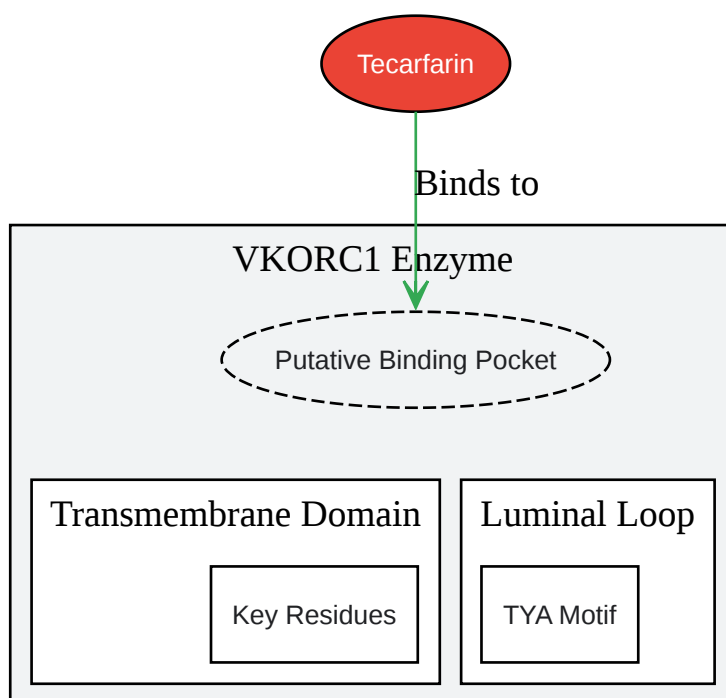 Tecarfarin
Binds to
VKORC1 Enzyme
Putative Binding Pocket
Transmembrane Domain
Luminal Loop
Key Residues
TYA Motif